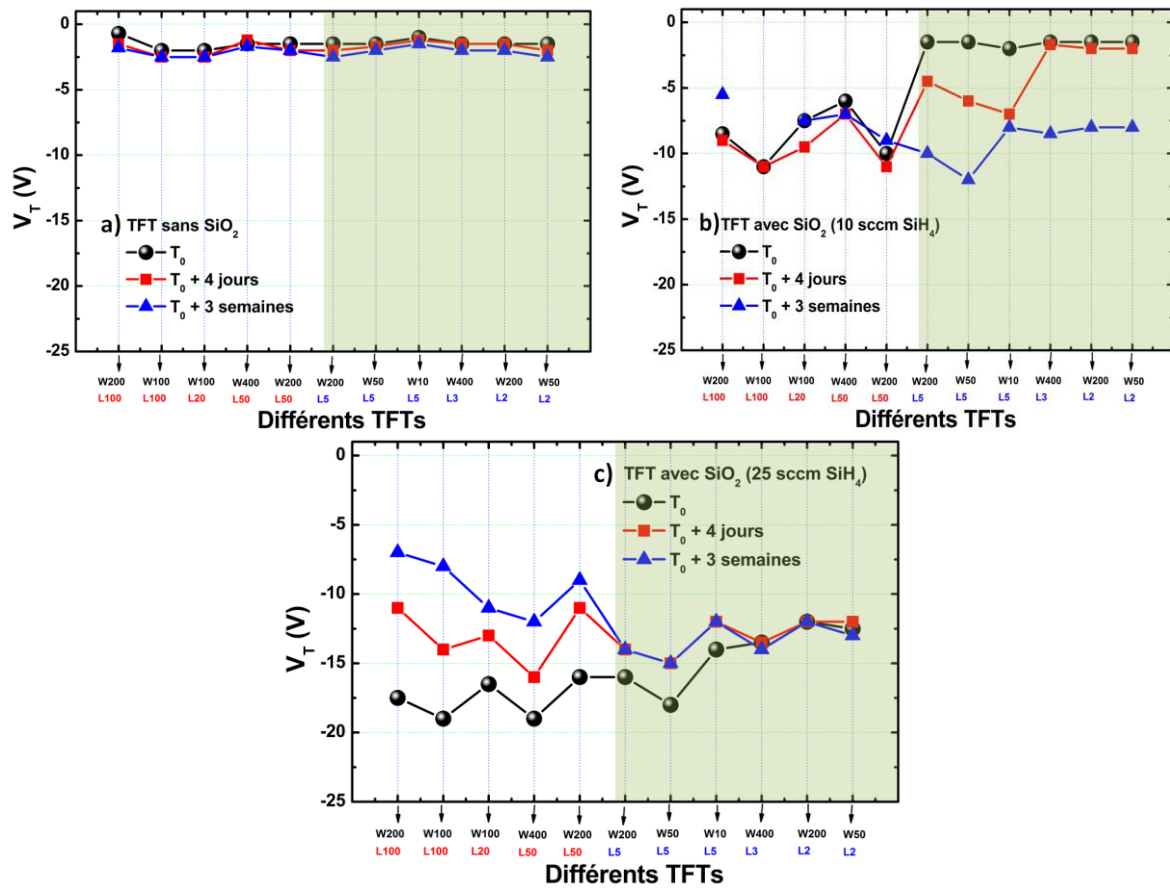 0
-5
-10
-15
-20
-25
V_T (V)
a) TFT sans SiO₂
T₀
T₀ + 4 jours
T₀ + 3 semaines
W200 W100 W100 W400 W200 W200 W50 W10 W400 W200 W50
L100 L100 L20 L50 L50 L5 L5 L5 L3 L2 L2
Différents TFTs
0
-5
-10
-15
-20
-25
V_T (V)
b) TFT avec SiO₂ (10 sccm SiH₄)
T₀
T₀ + 4 jours
T₀ + 3 semaines
W200 W100 W100 W400 W200 W200 W50 W10 W400 W200 W50
L100 L100 L20 L50 L50 L5 L5 L5 L3 L2 L2
Différents TFTs
0
-5
-10
-15
-20
-25
V_T (V)
c) TFT avec SiO₂ (25 sccm SiH₄)
T₀
T₀ + 4 jours
T₀ + 3 semaines
W200 W100 W100 W400 W200 W200 W50 W10 W400 W200 W50
L100 L100 L20 L50 L50 L5 L5 L5 L3 L2 L2
Différents TFTs